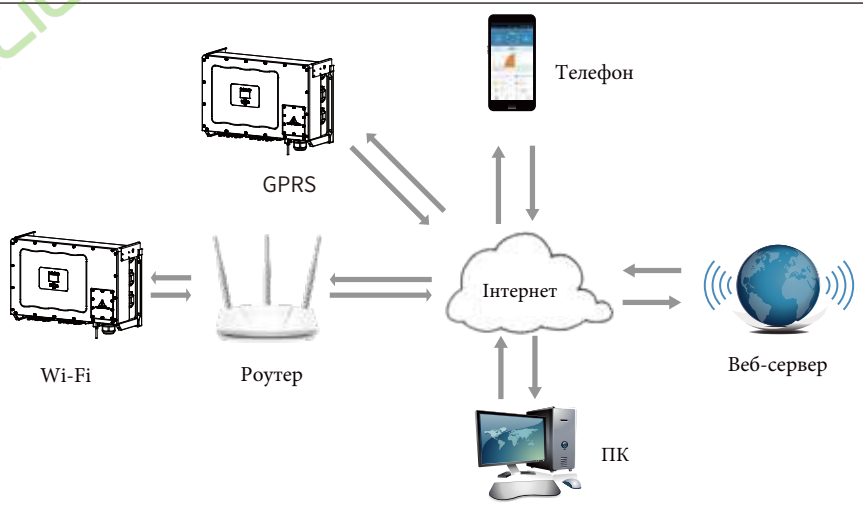 Телефон
GPRS
Інтернет
Wi-Fi
Роутер
Веб-сервер
ПК